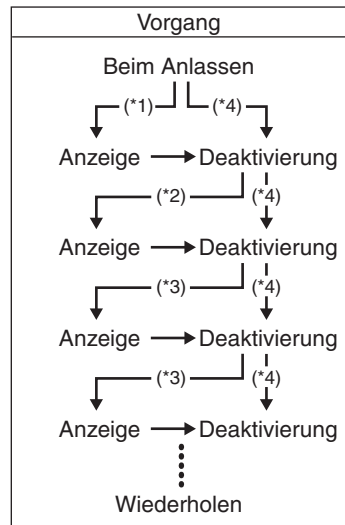 Vorgang
Beim Anlassen
(*1) (*4)
Anzeige Deaktivierung
(*2) (*4)
Anzeige Deaktivierung
(*3) (*4)
Anzeige Deaktivierung
(*3) (*4)
Anzeige Deaktivierung
Wiederholen